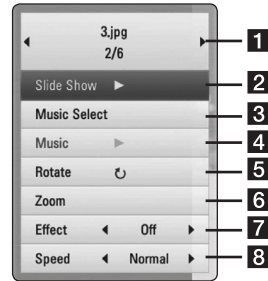 3.jpg
2/6
1
Slide Show
2
Music Select
3
Music
4
Rotate
5
Zoom
6
Effect Off
7
Speed Normal
8